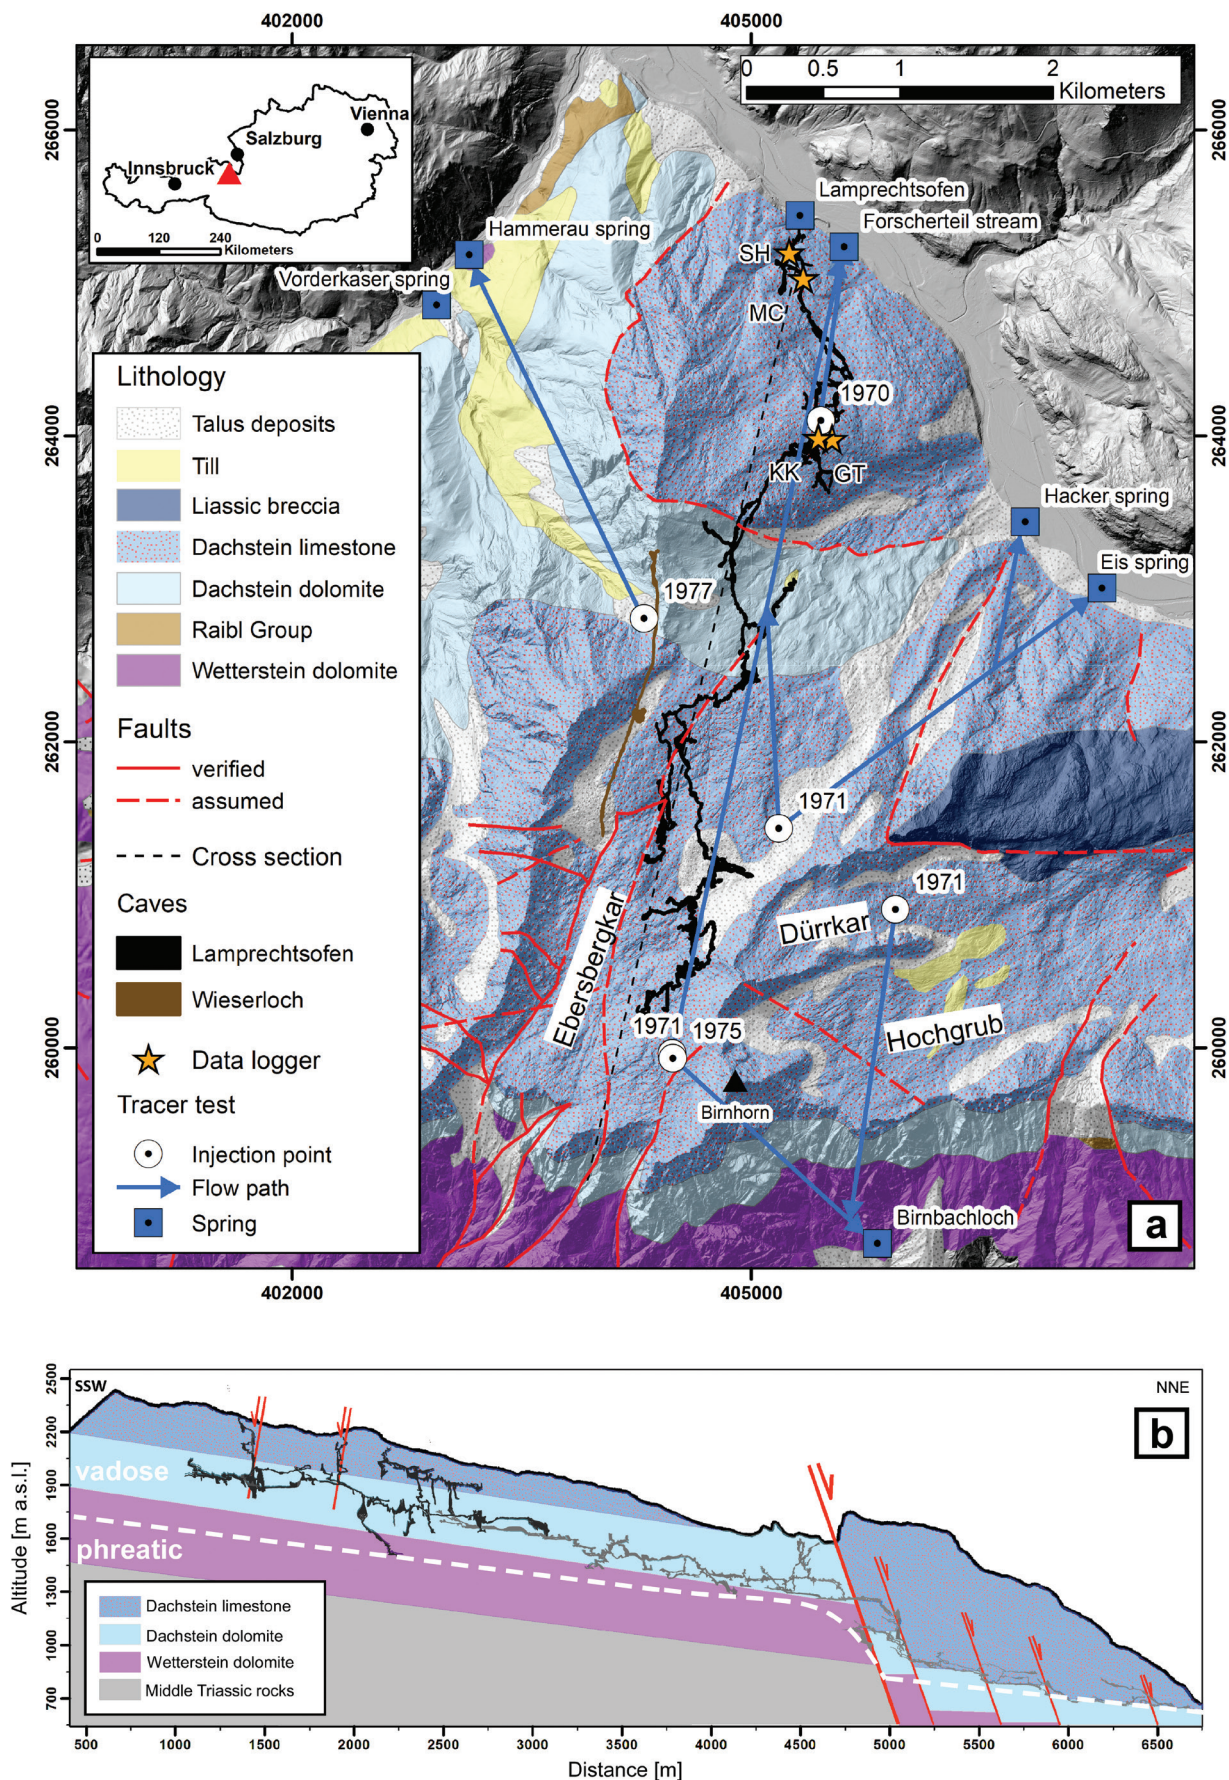 402000
405000
266000
264000
262000
260000
266000
264000
262000
260000
Vienna
Salzburg
Innsbruck
0 120 240
Kilometers
0 0.5 1 2
Kilometers
Lamprechtsofen
Forscherteil stream
Hammerau spring
Vorderkaser spring
SH
MC
1970
KK
GT
Hacker spring
Eis spring
1977
1971
1971
Dürrkar
Ebersbergkar
Hochgrub
1971
1975
Birnhorn
Birnbachloch
a
Lithology
Talus deposits
Till
Liassic breccia
Dachstein limestone
Dachstein dolomite
Raibl Group
Wetterstein dolomite
Faults
verified
assumed
Cross section
Caves
Lamprechtsofen
Wieserloch
Data logger
Tracer test
Injection point
Flow path
Spring
402000
405000
SSW
NNE
b
Altitude [m a.s.l.]
2500
2200
1900
1600
1300
1000
700
vadose
phreatic
Dachstein limestone
Dachstein dolomite
Wetterstein dolomite
Middle Triassic rocks
500 1000 1500 2000 2500 3000 3500 4000 4500 5000 5500 6000 6500
Distance [m]